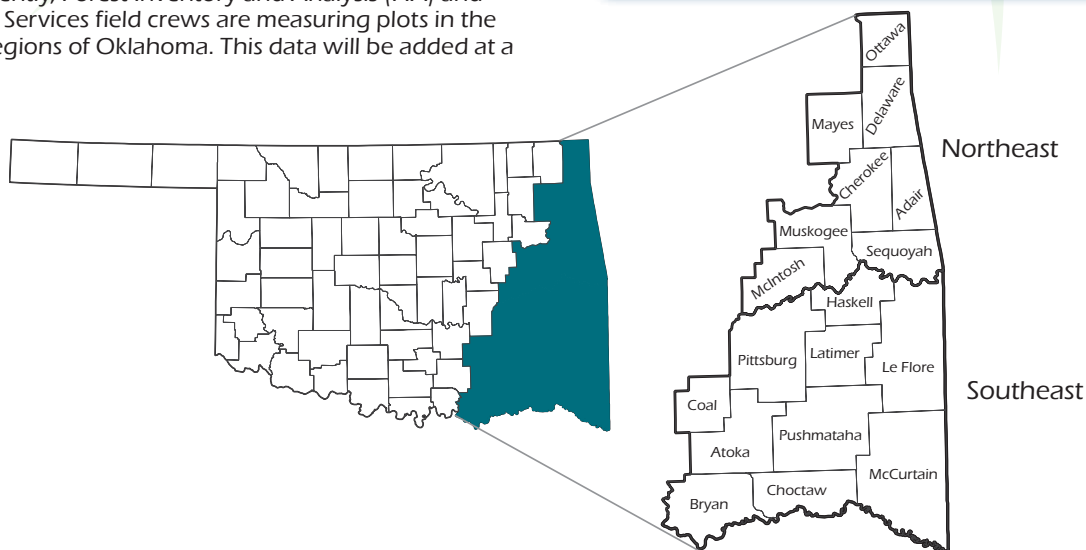 Services field crews are measuring plots in the
egions of Oklahoma. This data will be added at a
Ottawa
Delaware
Mayes
Northeast
Cherokee
Adair
Muskogee
Sequoyah
McIntosh
Haskell
Pittsburg
Latimer
Le Flore
Southeast
Coal
Pushmataha
Atoka
McCurtain
Choctaw
Bryan